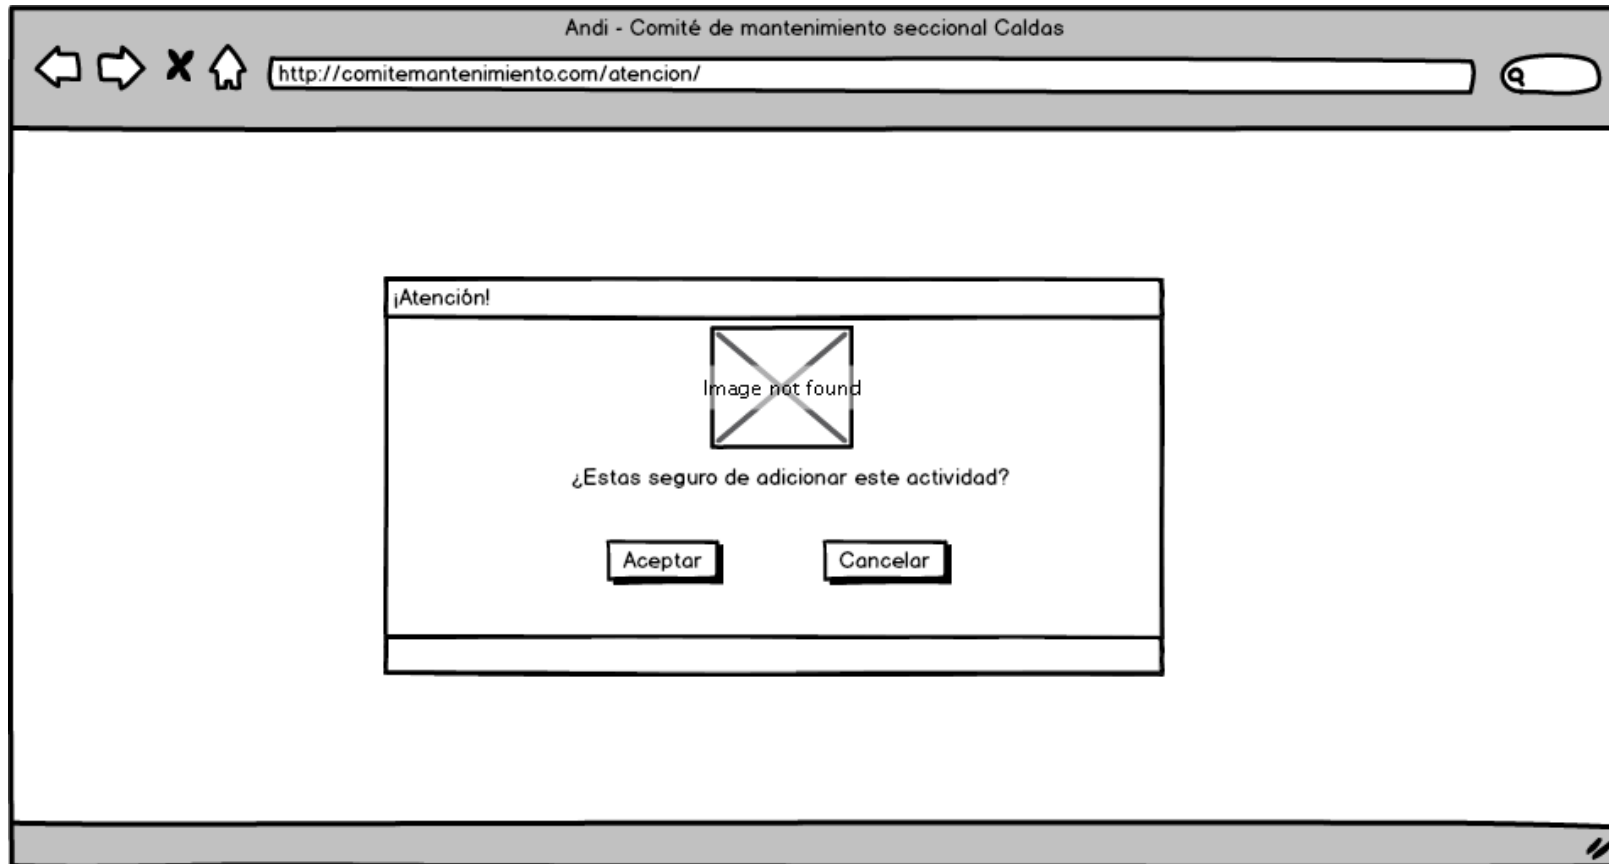 Andi - Comité de mantenimiento seccional Caldas
http://comitemantenimiento.com/atencion/
¡Atención!
Image not found
¿Estas seguro de adicionar este actividad?
Aceptar Cancelar